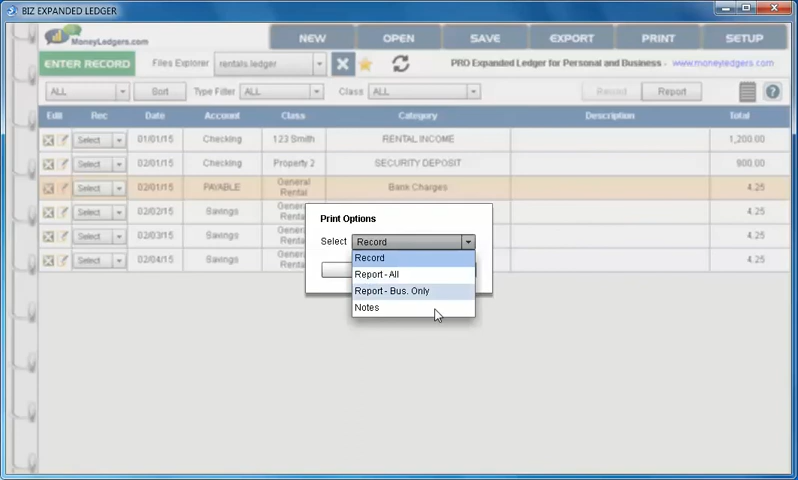 BIZ EXPANDED LEDGER
MoneyLedgers.com
NEW OPEN SAVE EXPORT PRINT SETUP
ENTER RECORD Files Explorer rentals.ledger PRO Expanded Ledger for Personal and Business - www.moneyledgers.com
ALL Sort Type Filter ALL Class ALL Record Report ?
Edit Rec Date Account Class Category Description Total
Select 01/01/15 Checking 123 Smith RENTAL INCOME 1,200.00
Select 02/01/15 Checking Property 2 SECURITY DEPOSIT 900.00
Select 02/01/15 PAYABLE General Rental Bank Charges 4.25
Select 02/02/15 Savings General 4.25
Select 02/03/15 Savings General 4.25
Select 02/04/15 Savings General Rental 4.25
Print Options
Select Record
Record
Report - All
Report - Bus. Only
Notes